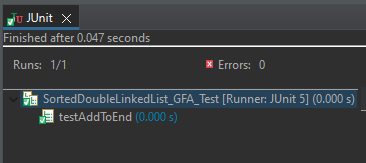 JUnit
Finished after 0.047 seconds
Runs: 1/1 Errors: 0
SortedDoubleLinkedList_GFA_Test [Runner: JUnit 5] (0.000 s)
testAddToEnd (0.000 s)